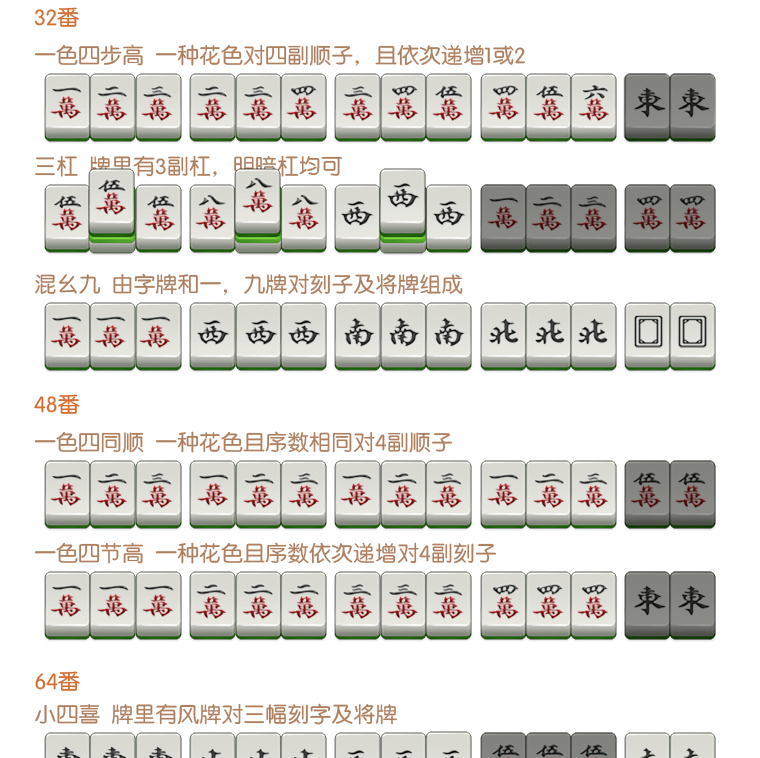 32番
一色四步高 一种花色对四副顺子，且依次递增1或2
一萬 二萬 三萬 二萬 三萬 四萬 三萬 四萬 伍萬 四萬 伍萬 六萬 東 東
三杠 牌里有3副杠，明暗杠均可
伍萬 伍萬 伍萬 八萬 八萬 八萬 西 西 西 一萬 二萬 三萬 四萬 四萬
混幺九 由字牌和一，九牌对刻子及将牌组成
一萬 一萬 一萬 西 西 西 南 南 南 北 北 北
48番
一色四同顺 一种花色且序数相同对4副顺子
一萬 二萬 三萬 一萬 二萬 三萬 一萬 二萬 三萬 一萬 二萬 三萬 伍萬 伍萬
一色四节高 一种花色且序数依次递增对4副刻子
一萬 一萬 一萬 二萬 二萬 二萬 三萬 三萬 三萬 四萬 四萬 四萬 東 東
64番
小四喜 牌里有风牌对三幅刻字及将牌